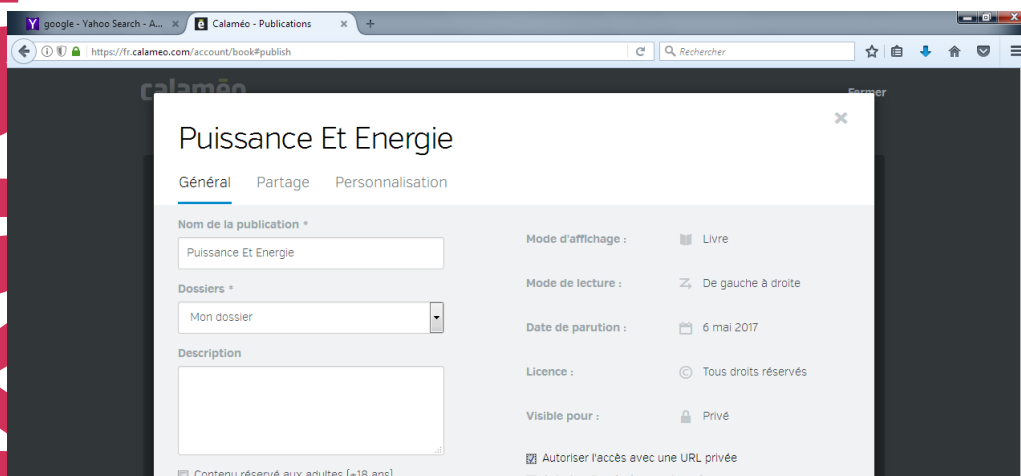 google - Yahoo Search - A...
Calaméo - Publications
https://fr.calameo.com/account/book#publish
Rechercher
calaméo
Fermer
Puissance Et Energie
Général Partage Personnalisation
Nom de la publication *
Puissance Et Energie
Dossiers *
Mon dossier
Description
Contenu réservé aux adultes (+18 ans)
Mode d'affichage : Livre
Mode de lecture : De gauche à droite
Date de parution : 6 mai 2017
Licence : Tous droits réservés
Visible pour : Privé
Autoriser l'accès avec une URL privée